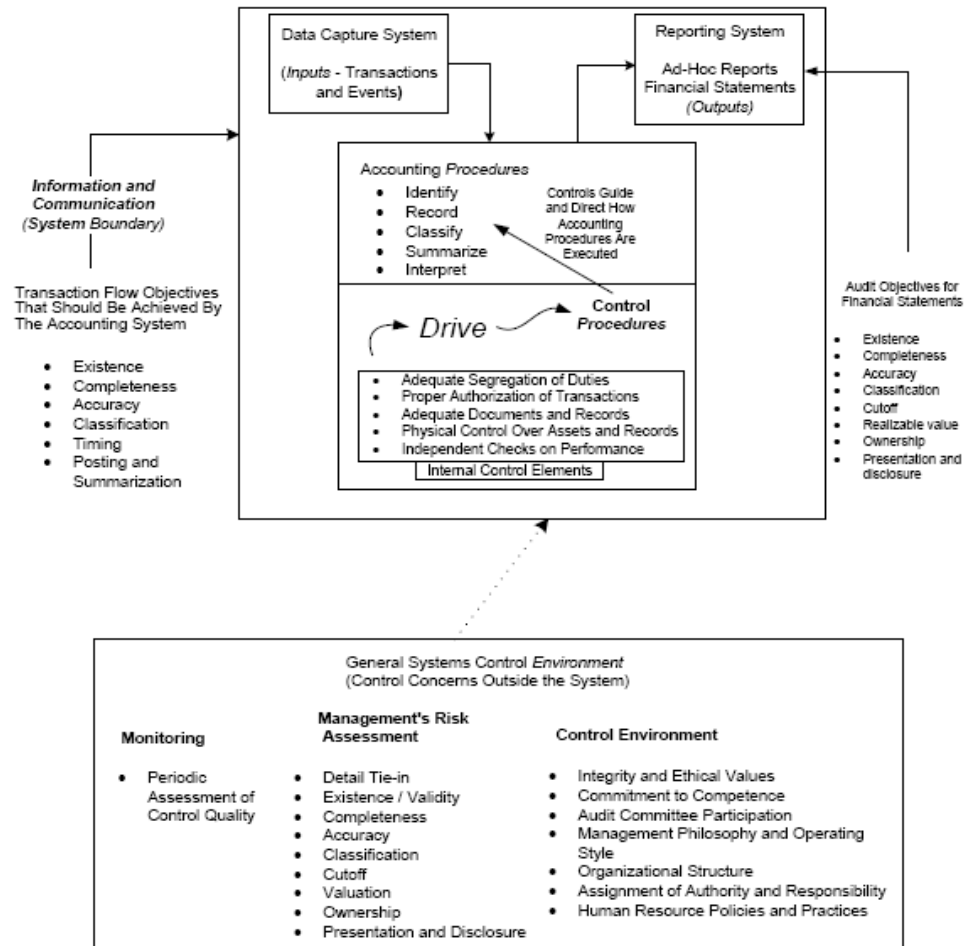 Data Capture System
(Inputs - Transactions
and Events)
Reporting System
Ad-Hoc Reports
Financial Statements
(Outputs)
Information and
Communication
(System Boundary)
Transaction Flow Objectives
That Should Be Achieved By
The Accounting System
• Existence
• Completeness
• Accuracy
• Classification
• Timing
• Posting and
Summarization
Accounting Procedures
• Identify
• Record
• Classify
• Summarize
• Interpret
Controls Guide
and Direct How
Accounting
Procedures Are
Executed
Drive
Control
Procedures
• Adequate Segregation of Duties
• Proper Authorization of Transactions
• Adequate Documents and Records
• Physical Control Over Assets and Records
• Independent Checks on Performance
Internal Control Elements
Audit Objectives for
Financial Statements
• Existence
• Completeness
• Accuracy
• Classification
• Cutoff
• Realizable value
• Ownership
• Presentation and
disclosure
General Systems Control Environment
(Control Concerns Outside the System)
Monitoring
• Periodic
Assessment of
Control Quality
Management's Risk
Assessment
• Detail Tie-in
• Existence / Validity
• Completeness
• Accuracy
• Classification
• Cutoff
• Valuation
• Ownership
• Presentation and Disclosure
Control Environment
• Integrity and Ethical Values
• Commitment to Competence
• Audit Committee Participation
• Management Philosophy and Operating
Style
• Organizational Structure
• Assignment of Authority and Responsibility
• Human Resource Policies and Practices